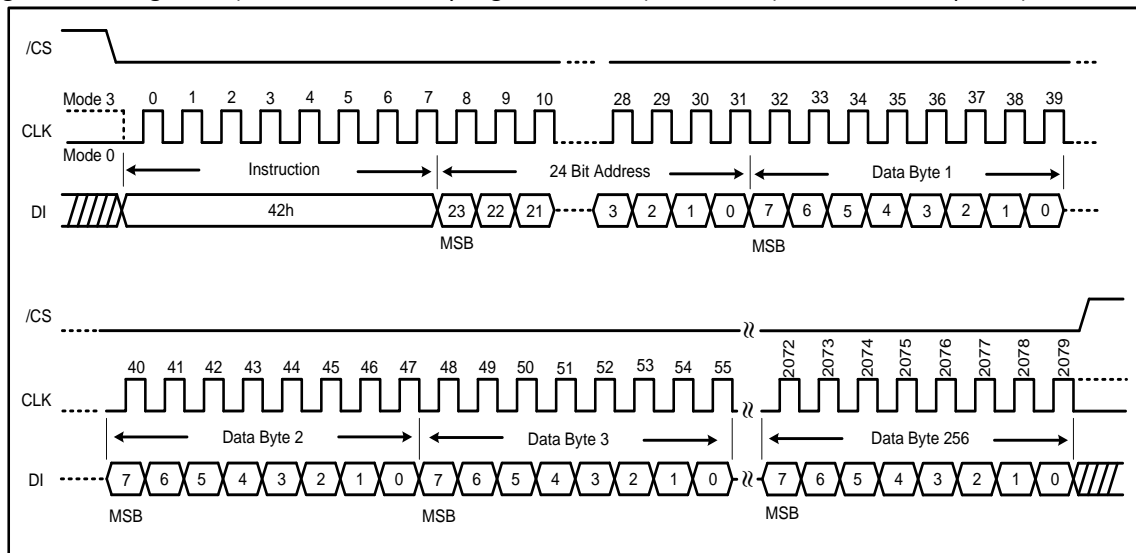 /CS
Mode 3 0 1 2 3 4 5 6 7 8 9 10 28 29 30 31 32 33 34 35 36 37 38 39
CLK
Mode 0 Instruction 24 Bit Address Data Byte 1
DI 42h 23 22 21 3 2 1 0 7 6 5 4 3 2 1 0
MSB MSB
/CS
40 41 42 43 44 45 46 47 48 49 50 51 52 53 54 55 2072 2073 2074 2075 2076 2077 2078 2079
CLK
Data Byte 2 Data Byte 3 Data Byte 256
DI 7 6 5 4 3 2 1 0 7 6 5 4 3 2 1 0 7 6 5 4 3 2 1 0
MSB MSB MSB